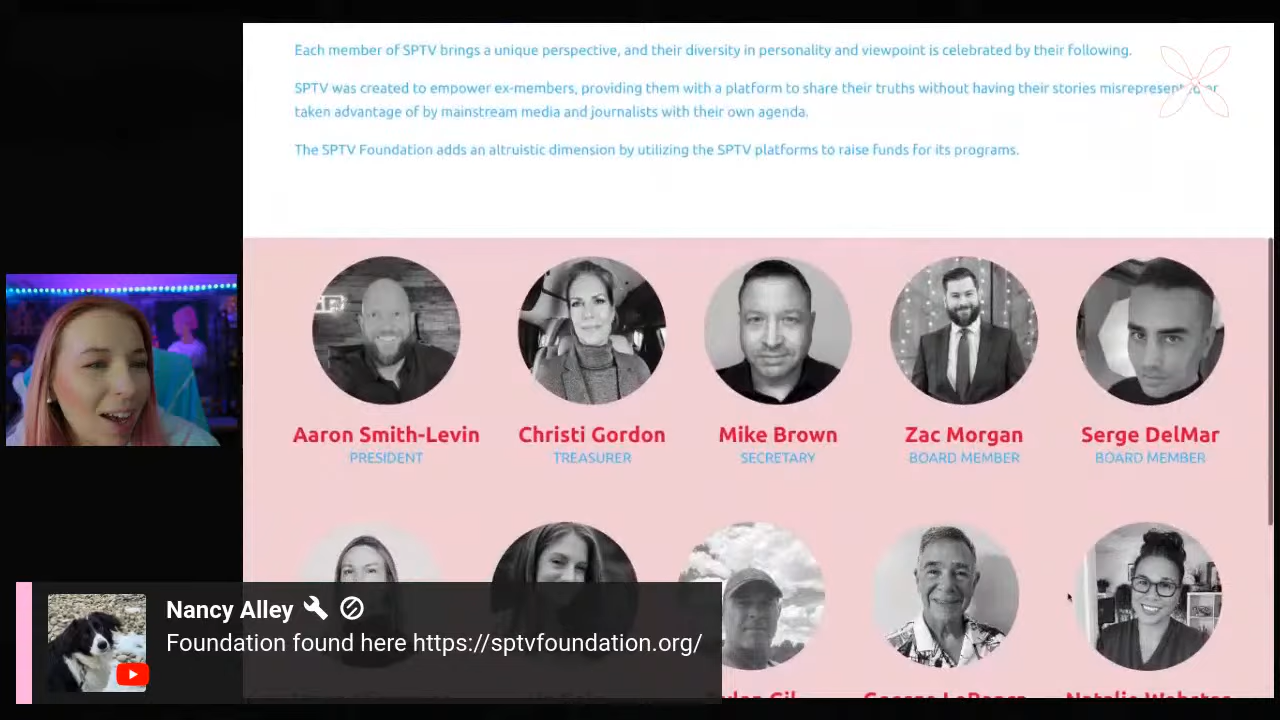 Each member of SPTV brings a unique perspective, and their diversity in personality and viewpoint is celebrated by their following.
SPTV was created to empower ex-members, providing them with a platform to share their truths without having their stories misrepresented or
taken advantage of by mainstream media and journalists with their own agenda.
The SPTV Foundation adds an altruistic dimension by utilizing the SPTV platforms to raise funds for its programs.
Aaron Smith-Levin Christi Gordon Mike Brown Zac Morgan Serge DelMar
PRESIDENT TREASURER SECRETARY BOARD MEMBER BOARD MEMBER
Nancy Alley
Foundation found here https://sptvfoundation.org/
Natalie Webster